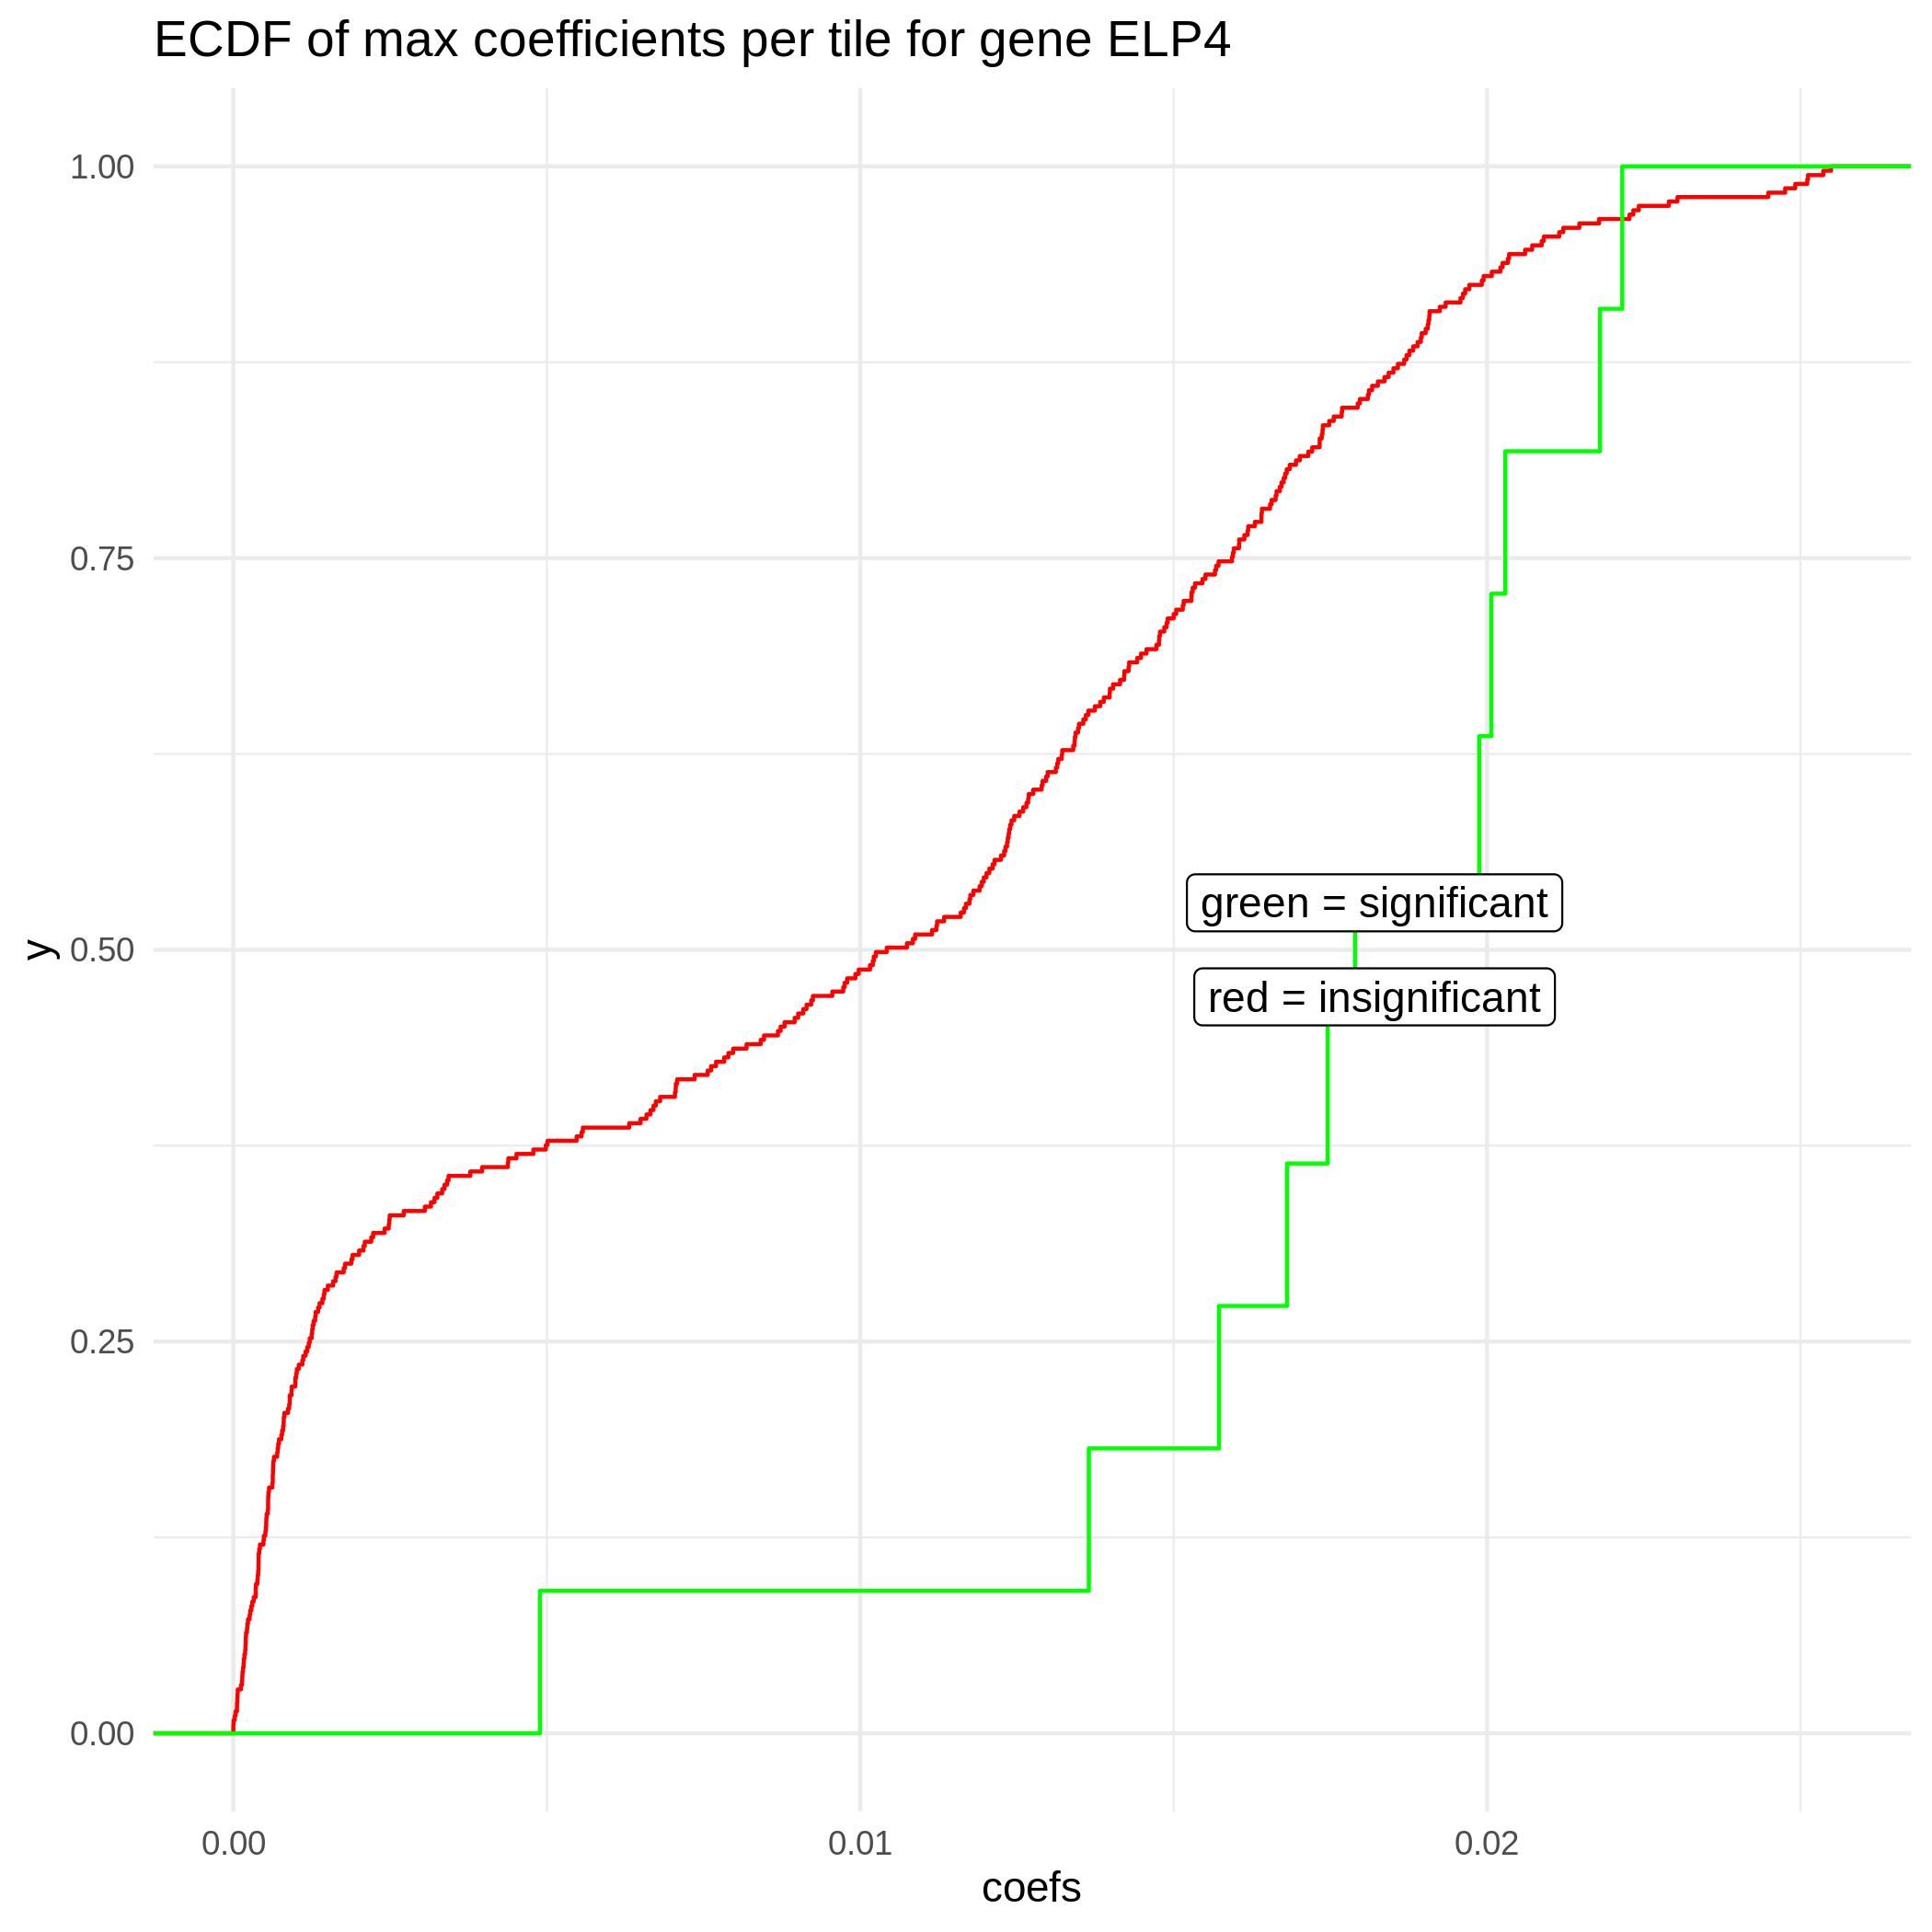 ECDF of max coefficients per tile for gene ELP4
1.00
0.75
0.50
0.25
0.00
y
green = significant
red = insignificant
0.00
0.01
0.02
coefs